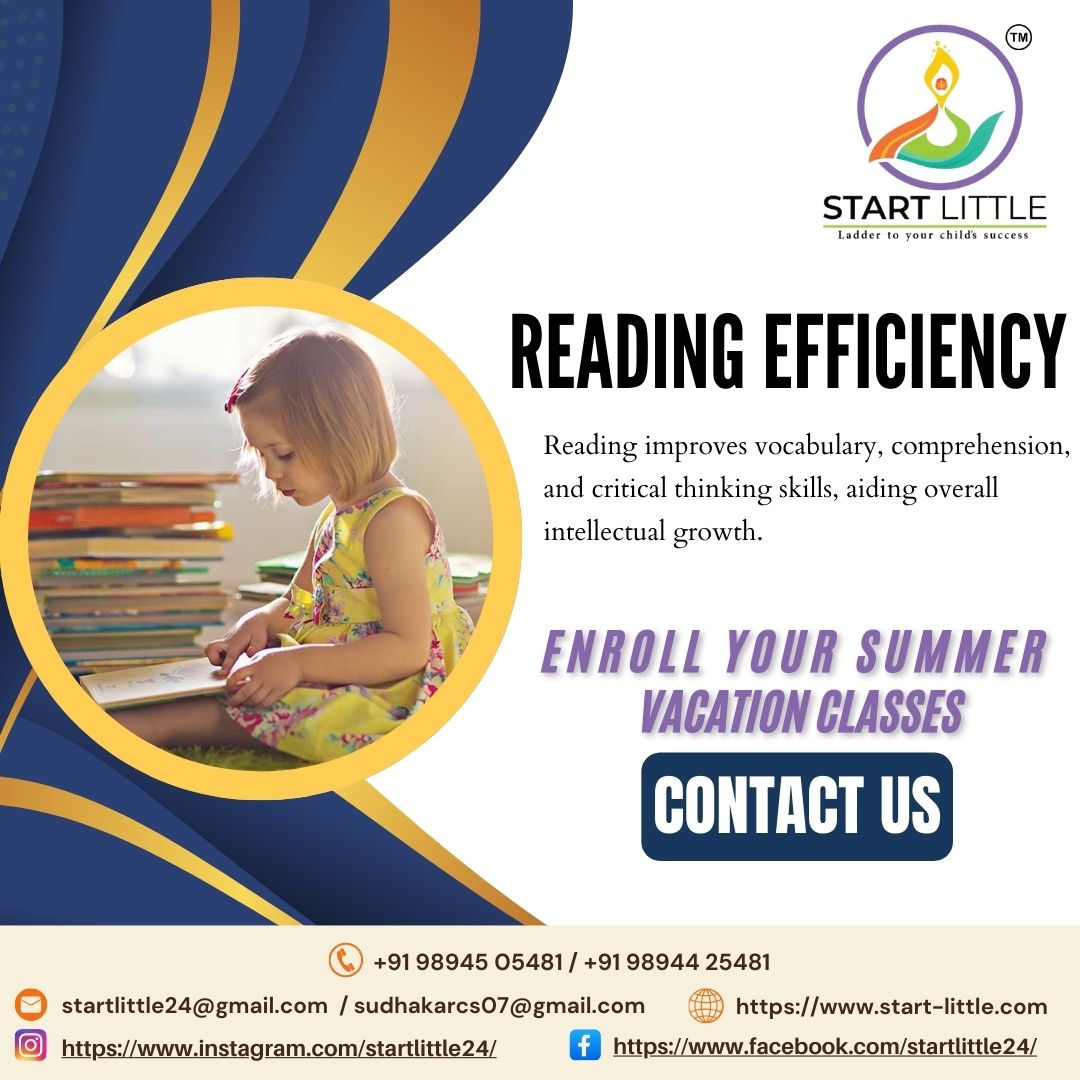 TM
START LITTLE
Ladder to your child's success
READING EFFICIENCY
Reading improves vocabulary, comprehension,
and critical thinking skills, aiding overall
intellectual growth.
ENROLL YOUR SUMMER
VACATION CLASSES
CONTACT US
+91 98945 05481 / +91 98944 25481
startlittle24@gmail.com / sudhakarcs07@gmail.com
https://www.start-little.com
https://www.instagram.com/startlittle24/
https://www.facebook.com/startlittle24/